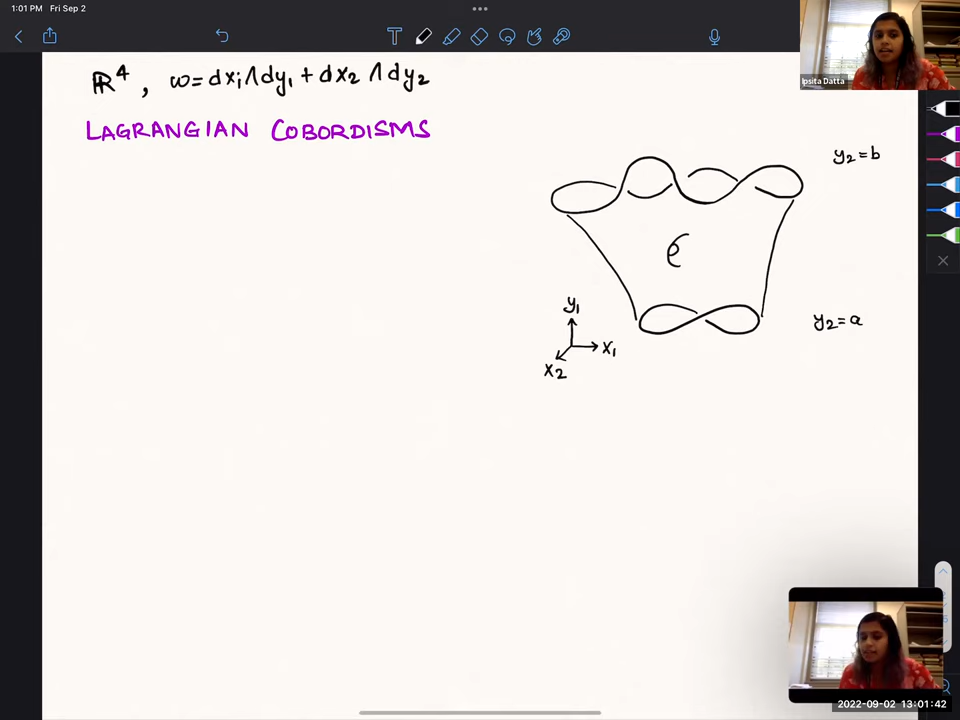 1:01 PM Fri Sep 2
Ipsita Datta
ℝ⁴, ω = dx₁∧dy₁ + dx₂∧dy₂
LAGRANGIAN COBORDISMS
y₂=b
y₂=a
y₁
x₁
x₂
2022-09-02 13:01:42